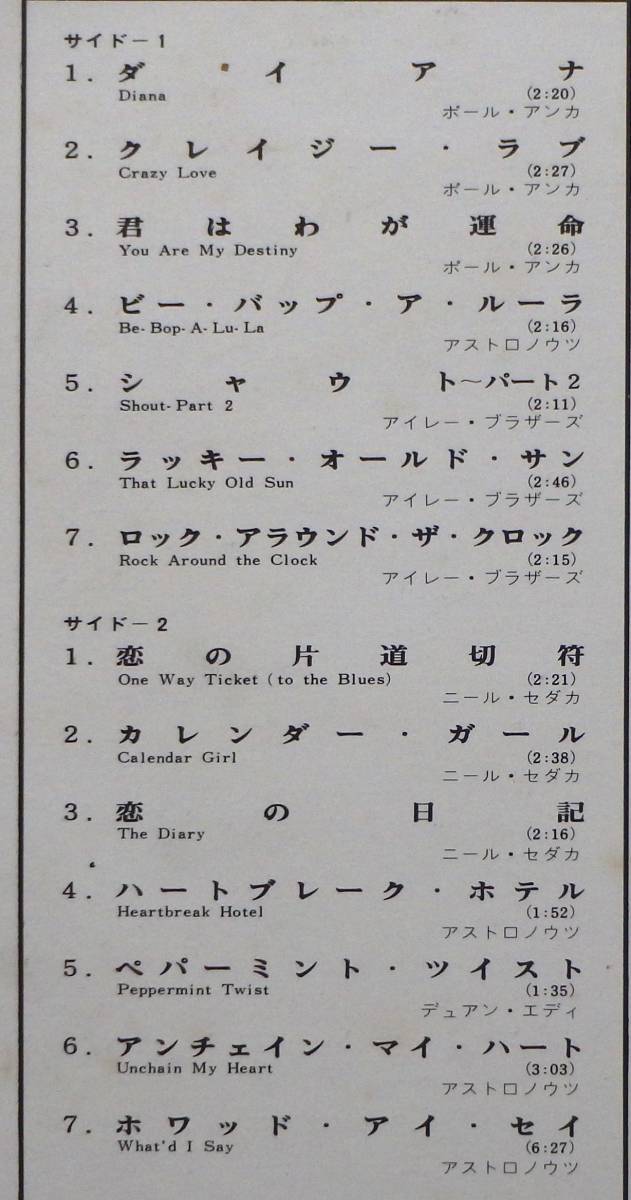 サイド－1
1. ダイアナ
Diana (2:20)
ポール・アンカ
2. クレイジー・ラブ
Crazy Love (2:27)
ポール・アンカ
3. 君はわが運命
You Are My Destiny (2:26)
ポール・アンカ
4. ビー・バップ・ア・ルーラ
Be-Bop-A-Lu-La (2:16)
アストロノウツ
5. シャウト～パート2
Shout-Part 2 (2:11)
アイレー・ブラザーズ
6. ラッキー・オールド・サン
That Lucky Old Sun (2:46)
アイレー・ブラザーズ
7. ロック・アラウンド・ザ・クロック
Rock Around the Clock (2:15)
アイレー・ブラザーズ
サイド－2
1. 恋の片道切符
One Way Ticket (to the Blues) (2:21)
ニール・セダカ
2. カレンダー・ガール
Calendar Girl (2:38)
ニール・セダカ
3. 恋の日記
The Diary (2:16)
ニール・セダカ
4. ハートブレーク・ホテル
Heartbreak Hotel (1:52)
アストロノウツ
5. ペパーミント・ツイスト
Peppermint Twist (1:35)
デュアン・エディ
6. アンチェイン・マイ・ハート
Unchain My Heart (3:03)
アストロノウツ
7. ホワッド・アイ・セイ
What'd I Say (6:27)
アストロノウツ